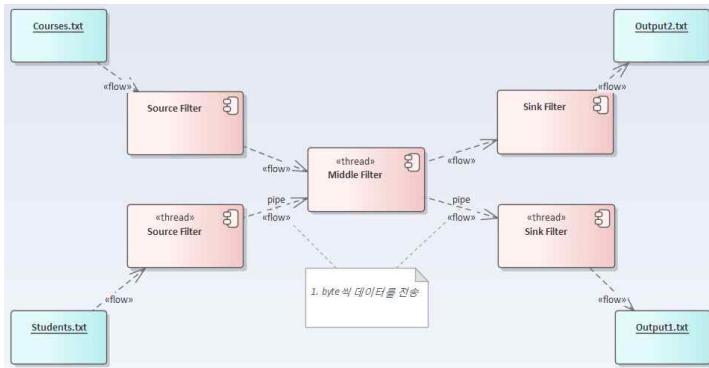 Courses.txt
Output2.txt
«flow»
«flow»
Source Filter
Sink Filter
«thread»
Middle Filter
«flow»
«flow»
pipe
«flow»
pipe
«flow»
«thread»
Source Filter
«thread»
Sink Filter
1. byte 씩 데이터를 전송
«flow»
«flow»
Students.txt
Output1.txt